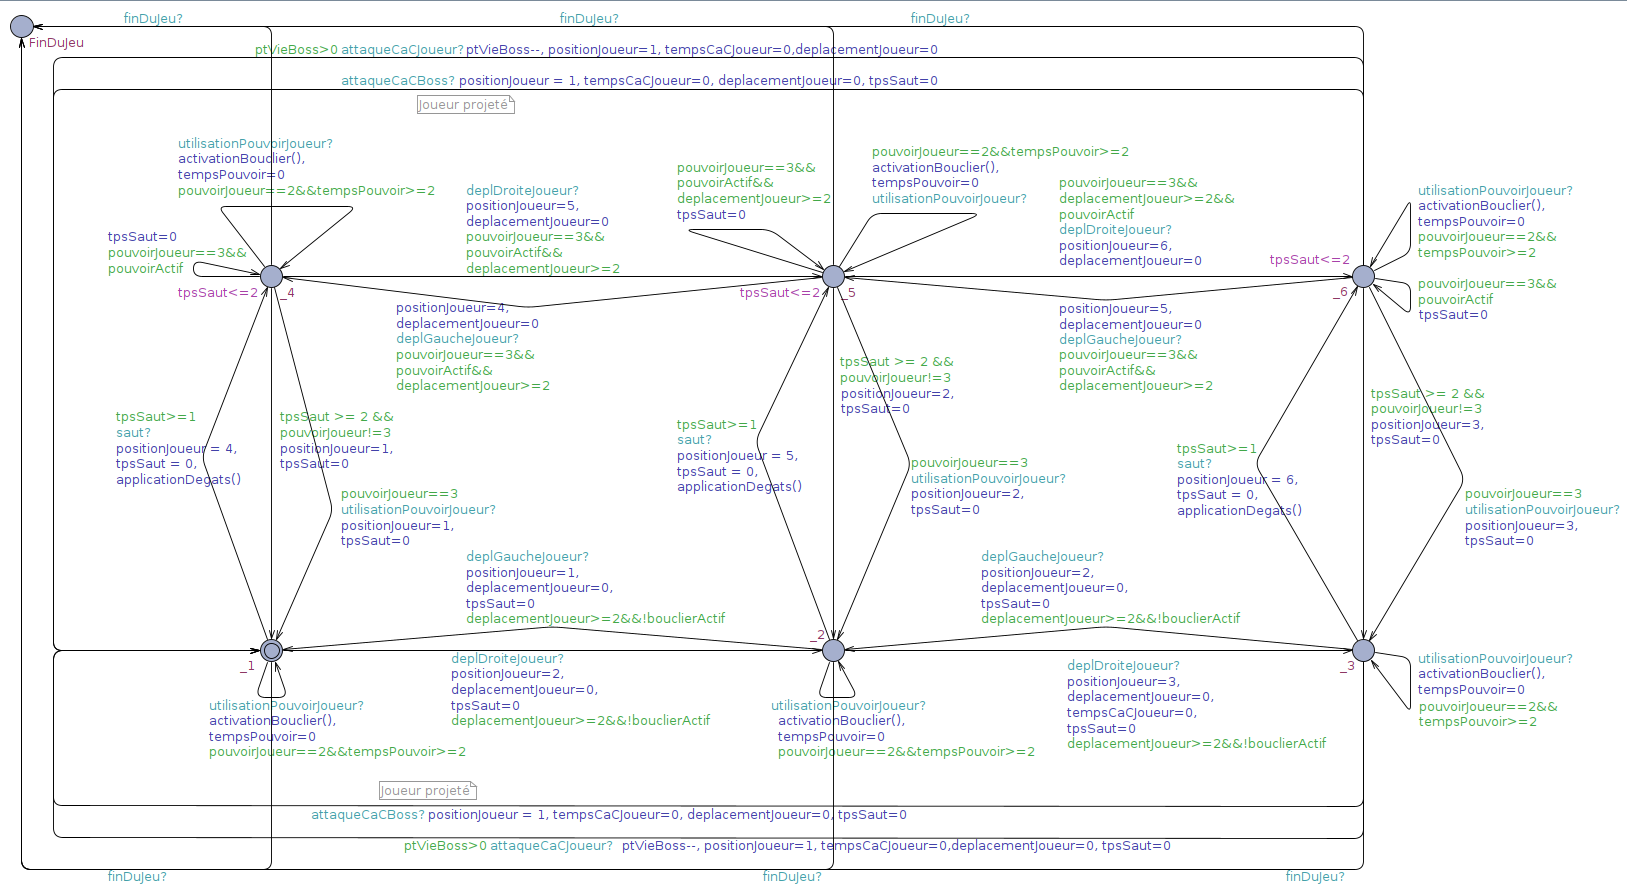 finDuJeu?
finDuJeu?
finDuJeu?
FinDuJeu
ptVieBoss>0 attaqueCaCJoueur? ptVieBoss--, positionJoueur=1, tempsCaCJoueur=0,deplacementJoueur=0
attaqueCaCBoss? positionJoueur = 1, tempsCaCJoueur=0, deplacementJoueur=0, tpsSaut=0
Joueur projeté
utilisationPouvoirJoueur?
activationBouclier(),
tempsPouvoir=0
pouvoirJoueur==2&&tempsPouvoir>=2
tpsSaut=0
pouvoirJoueur==3&&
pouvoirActif
tpsSaut<=2
_4
deplDroiteJoueur?
positionJoueur=5,
deplacementJoueur=0
pouvoirJoueur==3&&
pouvoirActif&&
deplacementJoueur>=2
positionJoueur=4,
deplacementJoueur=0
deplGaucheJoueur?
pouvoirJoueur==3&&
pouvoirActif&&
deplacementJoueur>=2
pouvoirJoueur==3&&
pouvoirActif&&
deplacementJoueur>=2
tpsSaut=0
pouvoirJoueur==2&&tempsPouvoir>=2
activationBouclier(),
tempsPouvoir=0
utilisationPouvoirJoueur?
tpsSaut<=2
_5
pouvoirJoueur==3&&
deplacementJoueur>=2&&
pouvoirActif
deplDroiteJoueur?
positionJoueur=6,
deplacementJoueur=0
positionJoueur=5,
deplacementJoueur=0
deplGaucheJoueur?
pouvoirJoueur==3&&
pouvoirActif&&
deplacementJoueur>=2
tpsSaut<=2
_6
utilisationPouvoirJoueur?
activationBouclier(),
tempsPouvoir=0
pouvoirJoueur==2&&
tempsPouvoir>=2
pouvoirJoueur==3&&
pouvoirActif
tpsSaut=0
tpsSaut>=1
saut?
positionJoueur = 4,
tpsSaut = 0,
applicationDegats()
tpsSaut >= 2 &&
pouvoirJoueur!=3
positionJoueur=1,
tpsSaut=0
pouvoirJoueur==3
utilisationPouvoirJoueur?
positionJoueur=1,
tpsSaut=0
tpsSaut>=1
saut?
positionJoueur = 5,
tpsSaut = 0,
applicationDegats()
tpsSaut >= 2 &&
pouvoirJoueur!=3
positionJoueur=2,
tpsSaut=0
pouvoirJoueur==3
utilisationPouvoirJoueur?
positionJoueur=2,
tpsSaut=0
tpsSaut>=1
saut?
positionJoueur = 6,
tpsSaut = 0,
applicationDegats()
tpsSaut >= 2 &&
pouvoirJoueur!=3
positionJoueur=3,
tpsSaut=0
pouvoirJoueur==3
utilisationPouvoirJoueur?
positionJoueur=3,
tpsSaut=0
deplGaucheJoueur?
positionJoueur=1,
deplacementJoueur=0,
tpsSaut=0
deplacementJoueur>=2&&!bouclierActif
deplGaucheJoueur?
positionJoueur=2,
deplacementJoueur=0,
tpsSaut=0
deplacementJoueur>=2&&!bouclierActif
_1
_2
_3
deplDroiteJoueur?
positionJoueur=2,
deplacementJoueur=0,
tpsSaut=0
deplacementJoueur>=2&&!bouclierActif
deplDroiteJoueur?
positionJoueur=3,
deplacementJoueur=0,
tempsCaCJoueur=0,
tpsSaut=0
deplacementJoueur>=2&&!bouclierActif
utilisationPouvoirJoueur?
activationBouclier(),
tempsPouvoir=0
pouvoirJoueur==2&&tempsPouvoir>=2
utilisationPouvoirJoueur?
activationBouclier(),
tempsPouvoir=0
pouvoirJoueur==2&&tempsPouvoir>=2
utilisationPouvoirJoueur?
activationBouclier(),
tempsPouvoir=0
pouvoirJoueur==2&&
tempsPouvoir>=2
Joueur projeté
attaqueCaCBoss? positionJoueur = 1, tempsCaCJoueur=0, deplacementJoueur=0, tpsSaut=0
ptVieBoss>0 attaqueCaCJoueur? ptVieBoss--, positionJoueur=1, tempsCaCJoueur=0,deplacementJoueur=0, tpsSaut=0
finDuJeu?
finDuJeu?
finDuJeu?